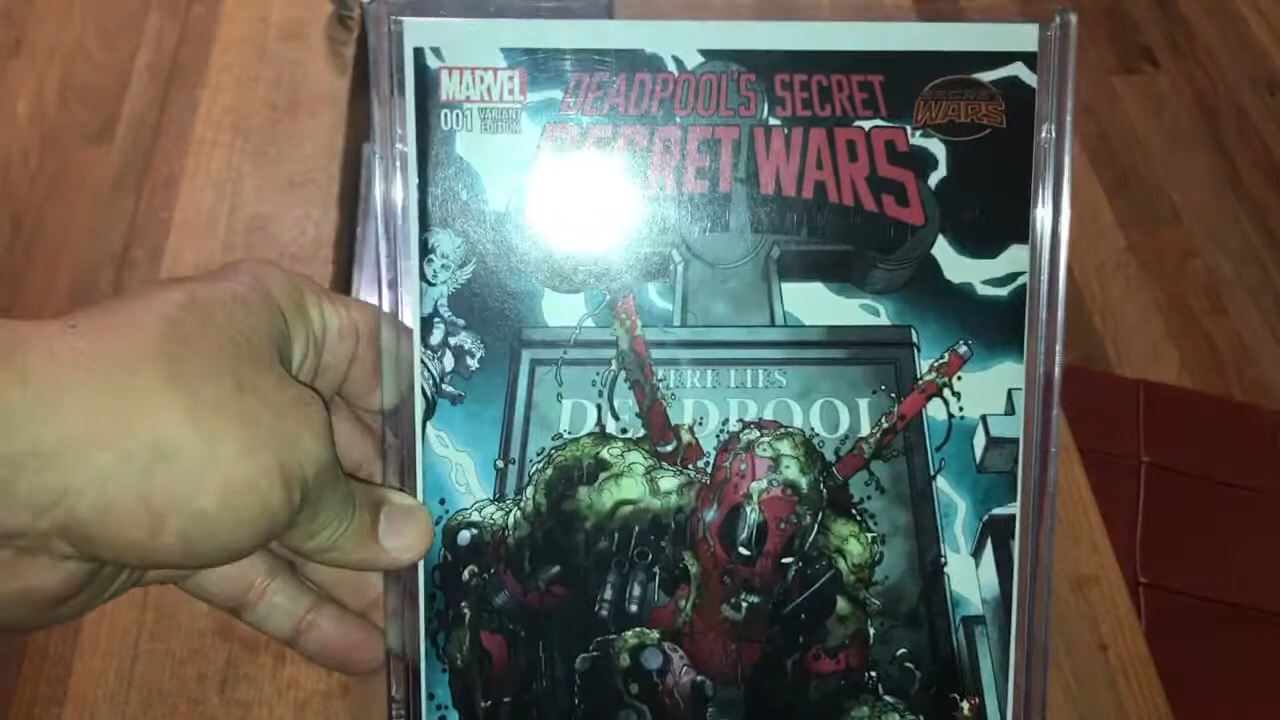 MARVEL
001 VARIANT
EDITION
DEADPOOL'S SECRET
SECRET WARS
SECRET
WARS
HERE LIES
DEADPOOL